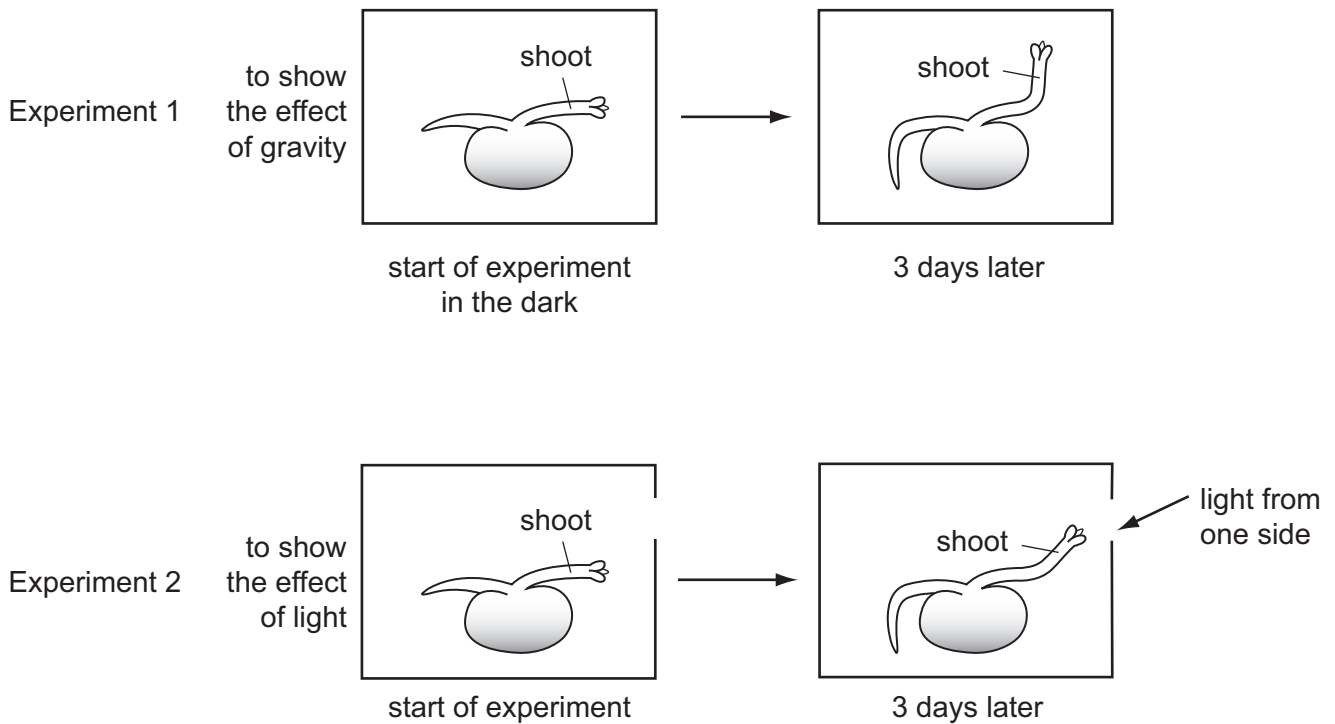 Experiment 1
to show
the effect
of gravity
shoot
shoot
start of experiment
in the dark
3 days later
Experiment 2
to show
the effect
of light
shoot
shoot
light from
one side
start of experiment
3 days later